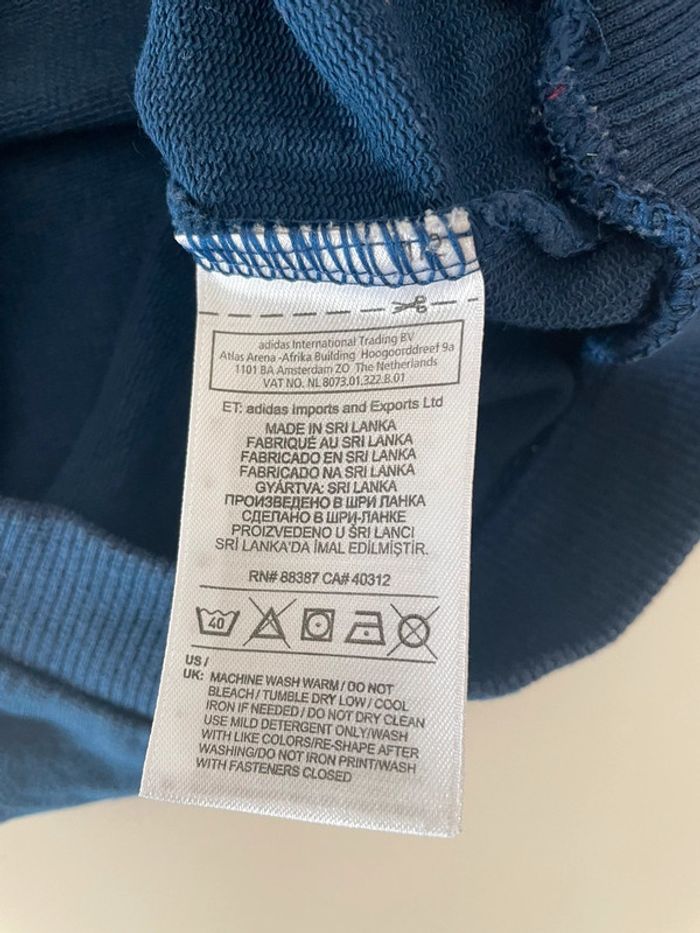 adidas International Trading BV
Atlas Arena -Afrika Building Hoogoorddreef 9a
1101 BA Amsterdam ZO The Netherlands
VAT NO. NL 8073.01.322.B.01
ET: adidas Imports and Exports Ltd
MADE IN SRI LANKA
FABRIQUÉ AU SRI LANKA
FABRICADO EN SRI LANKA
FABRICADO NA SRI LANKA
GYÁRTVA: SRI LANKA
ПРОИЗВЕДЕНО В ШРИ ЛАНКА
СДЕЛАНО В ШРИ-ЛАНКЕ
PROIZVEDENO U ŠRI LANCI
SRİ LANKA'DA İMAL EDİLMİŞTİR.
RN# 88387 CA# 40312
40
US /
UK: MACHINE WASH WARM / DO NOT
BLEACH / TUMBLE DRY LOW / COOL
IRON IF NEEDED / DO NOT DRY CLEAN
USE MILD DETERGENT ONLY/WASH
WITH LIKE COLORS/RE-SHAPE AFTER
WASHING/DO NOT IRON PRINT/WASH
WITH FASTENERS CLOSED